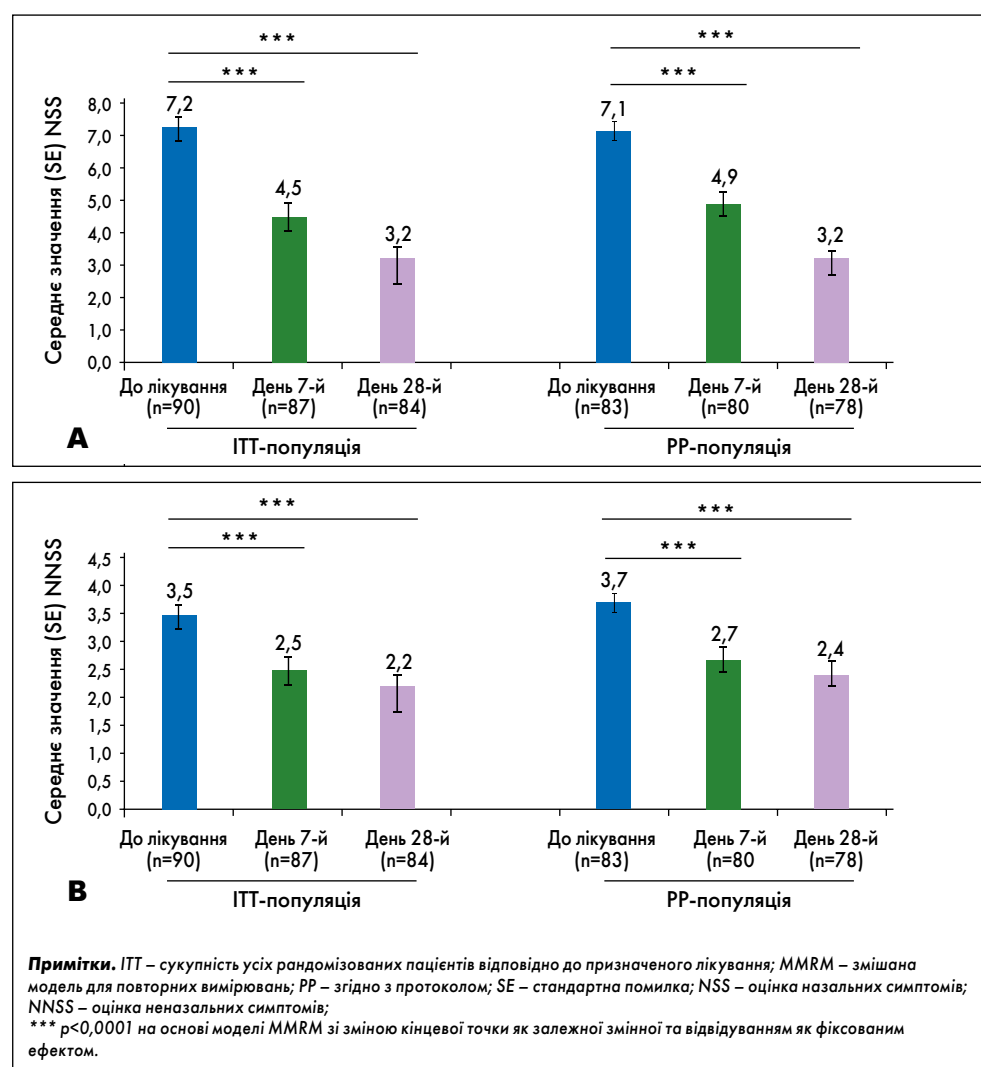 ***
***
***
***
Середнє значення (SE) NSS
8,0
7,0
6,0
5,0
4,0
3,0
2,0
1,0
0,0
7,2
4,5
3,2
7,1
4,9
3,2
До лікування
(n=90)
День 7-й
(n=87)
День 28-й
(n=84)
До лікування
(n=83)
День 7-й
(n=80
День 28-й
(n=78)
A
ITT-популяція
PP-популяція
***
***
***
***
Середнє значення (SE) NNSS
4,5
4,0
3,5
3,0
2,5
2,0
1,5
1,0
0,5
0,0
3,5
2,5
2,2
3,7
2,7
2,4
До лікування
(n=90)
День 7-й
(n=87)
День 28-й
(n=84)
До лікування
(n=83)
День 7-й
(n=80
День 28-й
(n=78)
B
ITT-популяція
PP-популяція
Примітки. ITT – сукупність усіх рандомізованих пацієнтів відповідно до призначеного лікування; MMRM – змішана
модель для повторних вимірювань; PP – згідно з протоколом; SE – стандартна помилка; NSS – оцінка назальних симптомів;
NNSS – оцінка неназальних симптомів;
*** p<0,0001 на основі моделі MMRM зі зміною кінцевої точки як залежної змінної та відвідуванням як фіксованим
ефектом.